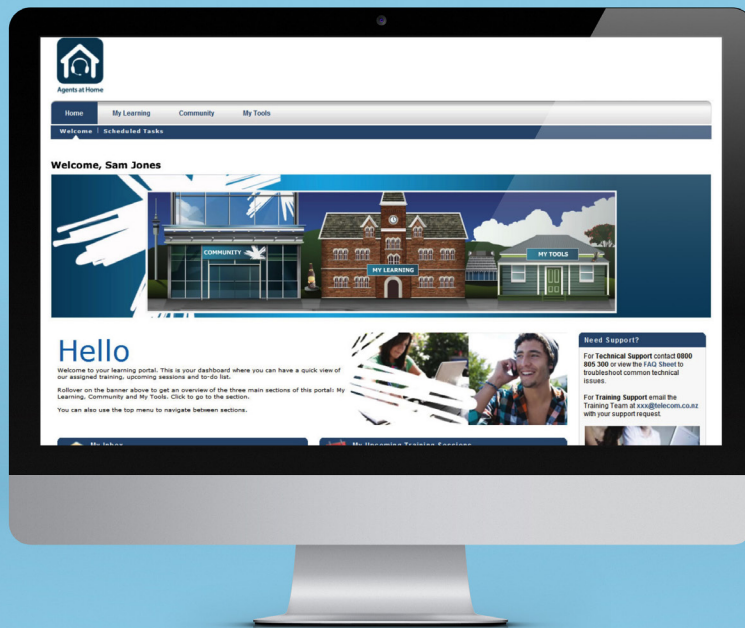 Agents at Home
Home My Learning Community My Tools
Welcome | Scheduled Tasks
Welcome, Sam Jones
COMMUNITY
MY LEARNING
MY TOOLS
Hello
Welcome to your learning portal. This is your dashboard where you can have a quick view of
our assigned training, upcoming sessions and to-do list.
Rollover on the banner above to get an overview of the three main sections of this portal: My
Learning, Community and My Tools. Click to go to the section.
You can also use the top menu to navigate between sections.
Need Support?
For Technical Support contact 0800
805 300 or view the FAQ Sheet to
troubleshoot common technical
issues.
For Training Support email the
Training Team at xxx@telecom.co.nz
with your support request.
My Inbox
My Upcoming Training Sessions